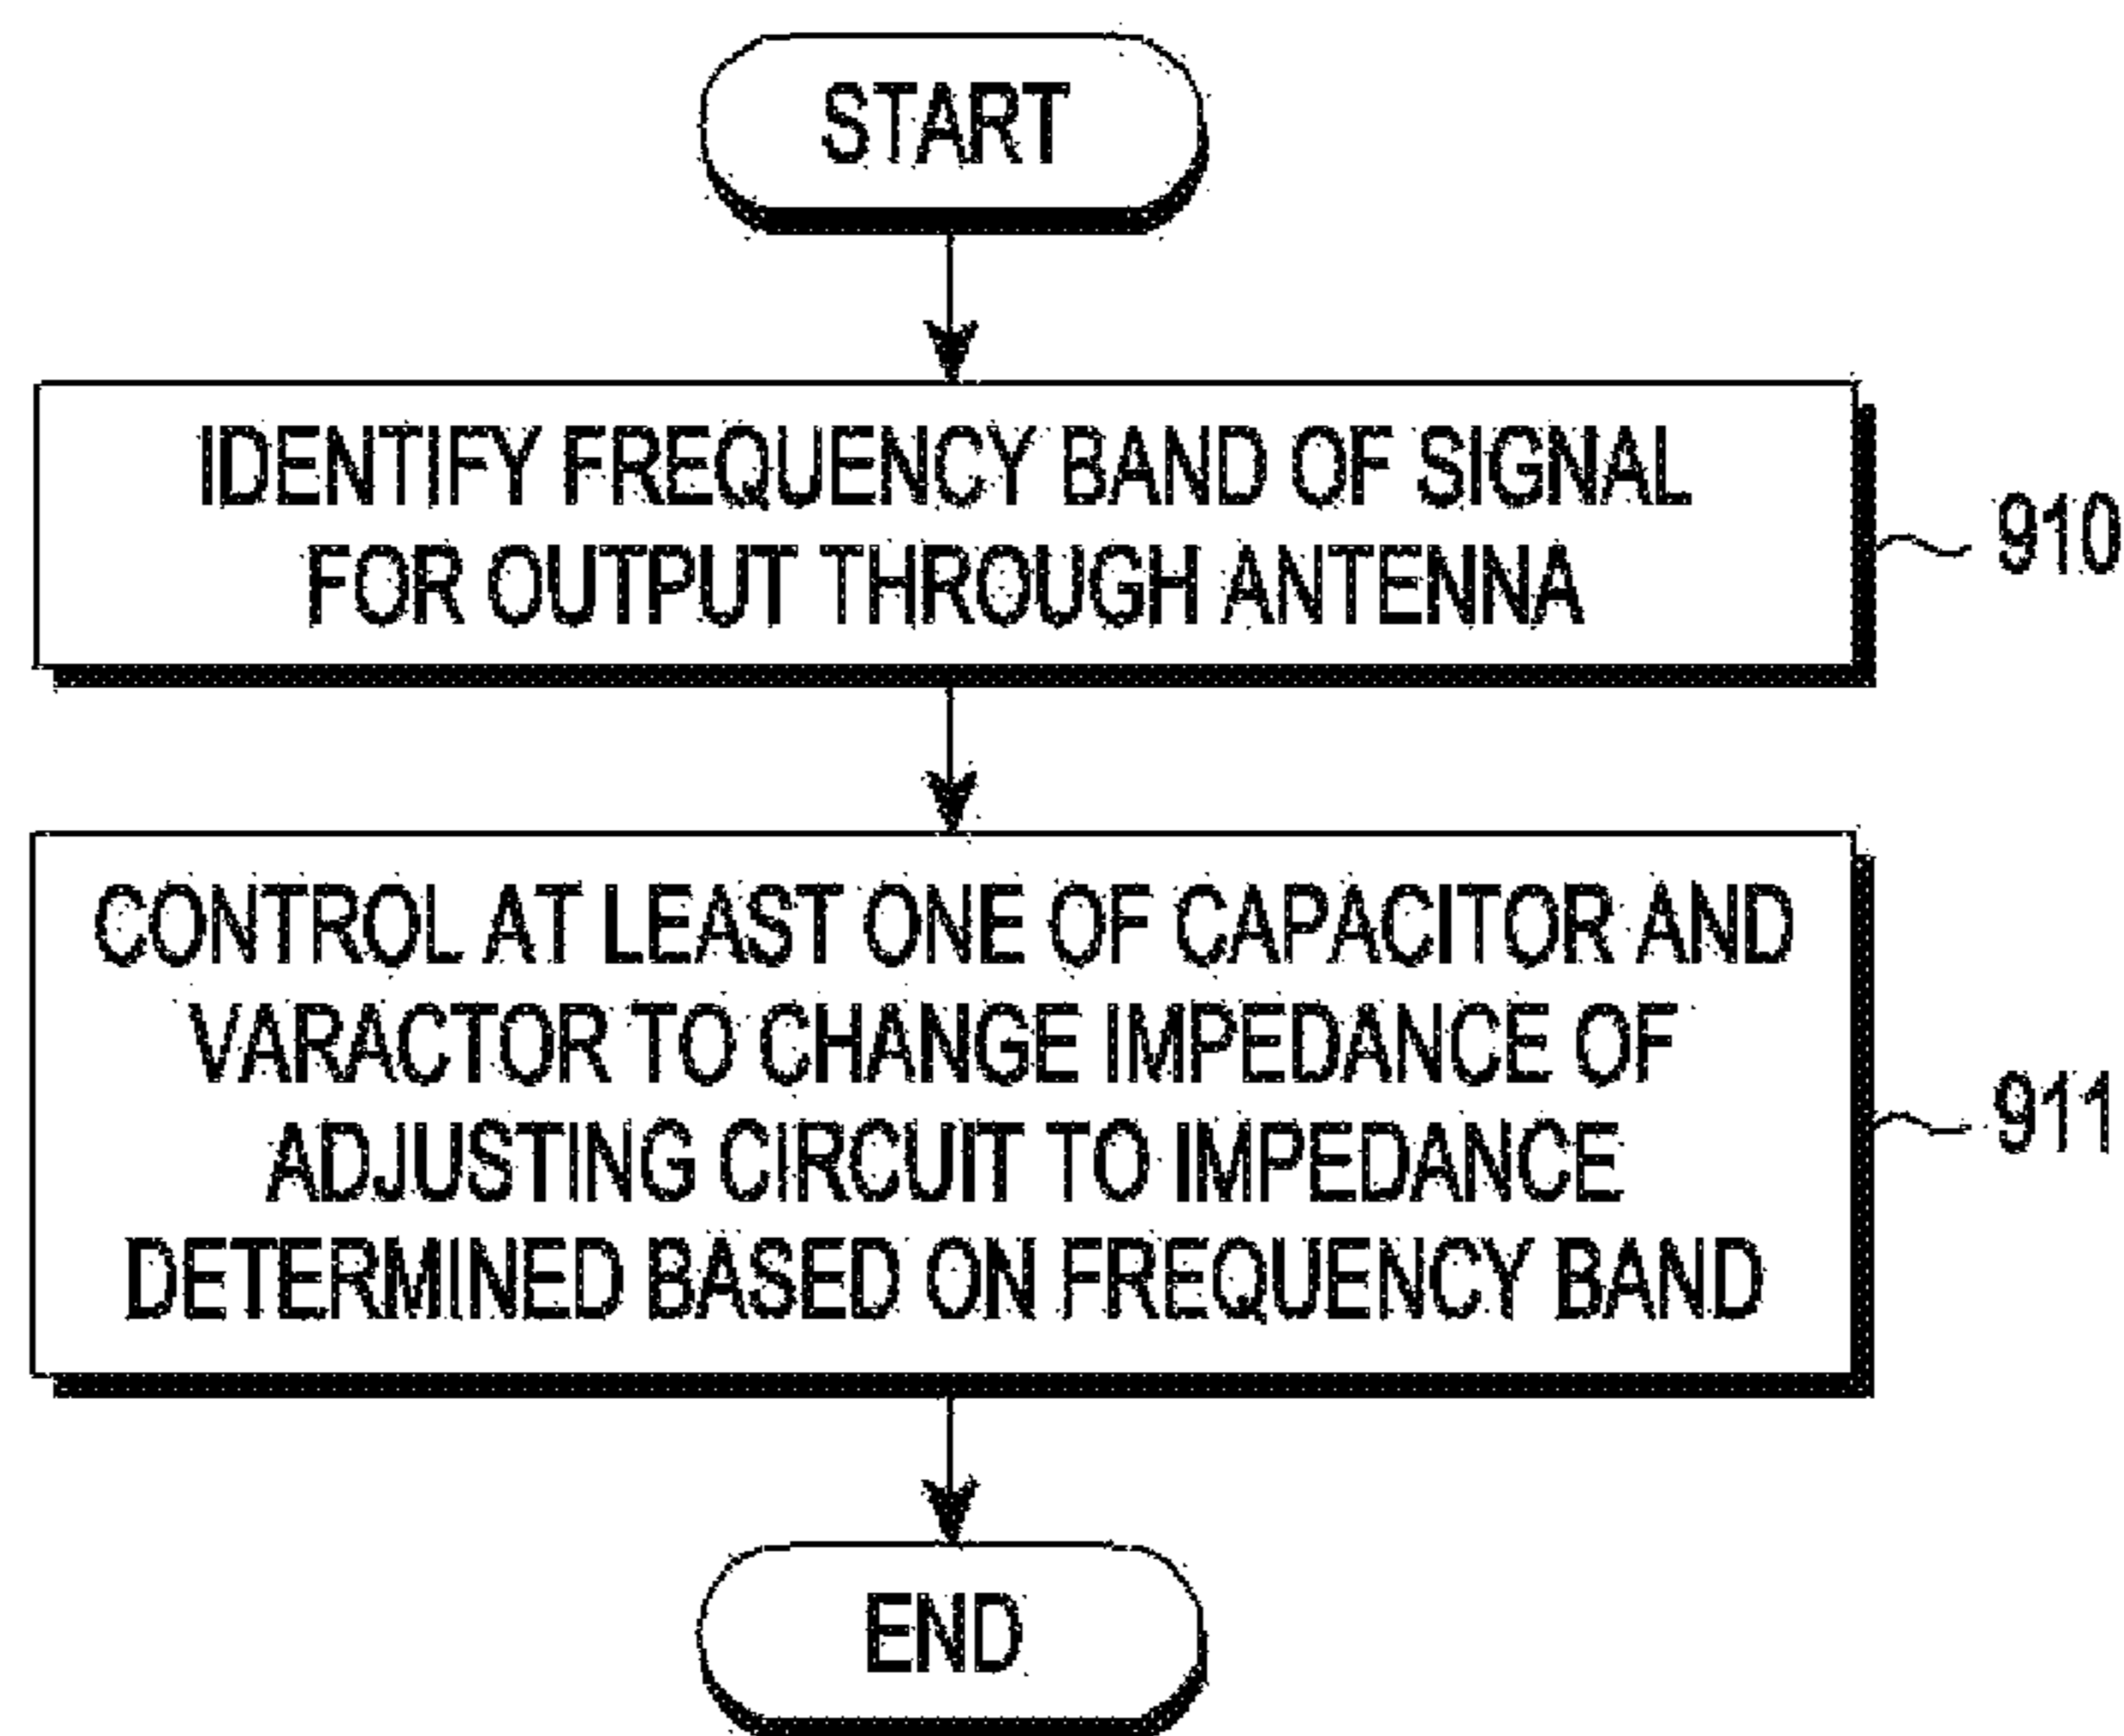 START
IDENTIFY FREQUENCY BAND OF SIGNAL
FOR OUTPUT THROUGH ANTENNA
910
CONTROL AT LEAST ONE OF CAPACITOR AND
VARACTOR TO CHANGE IMPEDANCE OF
ADJUSTING CIRCUIT TO IMPEDANCE
DETERMINED BASED ON FREQUENCY BAND
911
END